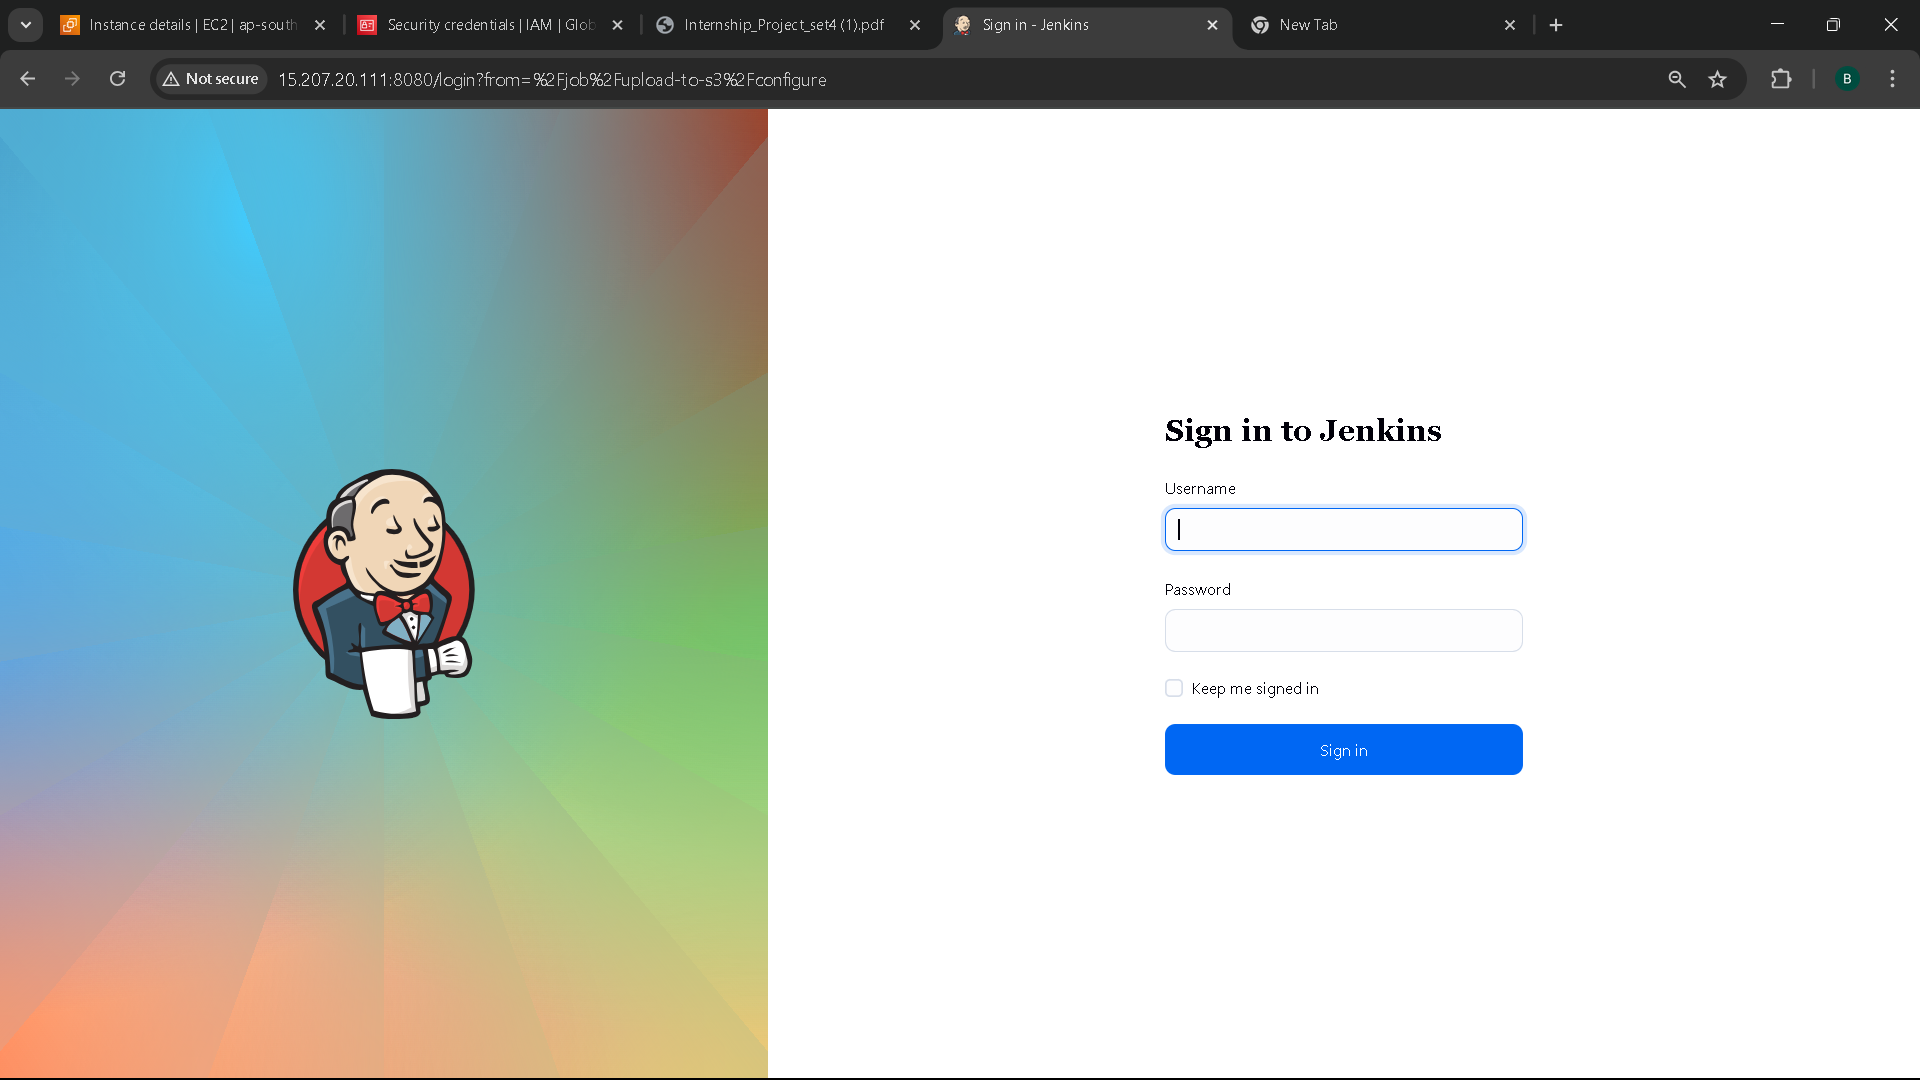 Instance details | EC2 | ap-south
Security credentials | IAM | Glob
Internship_Project_set4 (1).pdf
Sign in - Jenkins
New Tab
Not secure
15.207.20.111:8080/login?from=%2Fjob%2Fupload-to-s3%2Fconfigure
B
Sign in to Jenkins
Username
Password
Keep me signed in
Sign in